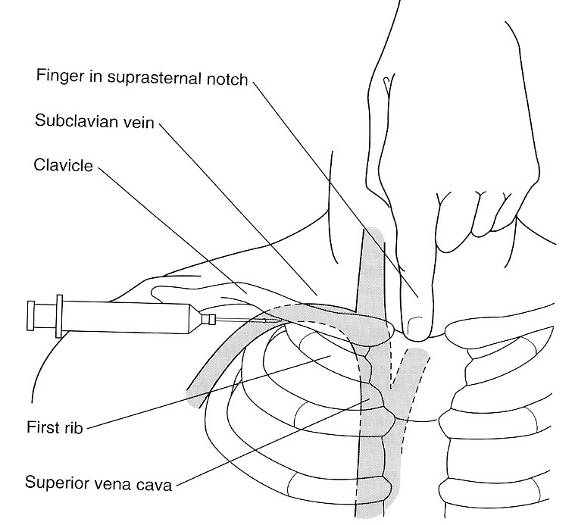 Finger in suprasternal notch
Subclavian vein
Clavicle
First rib
Superior vena cava